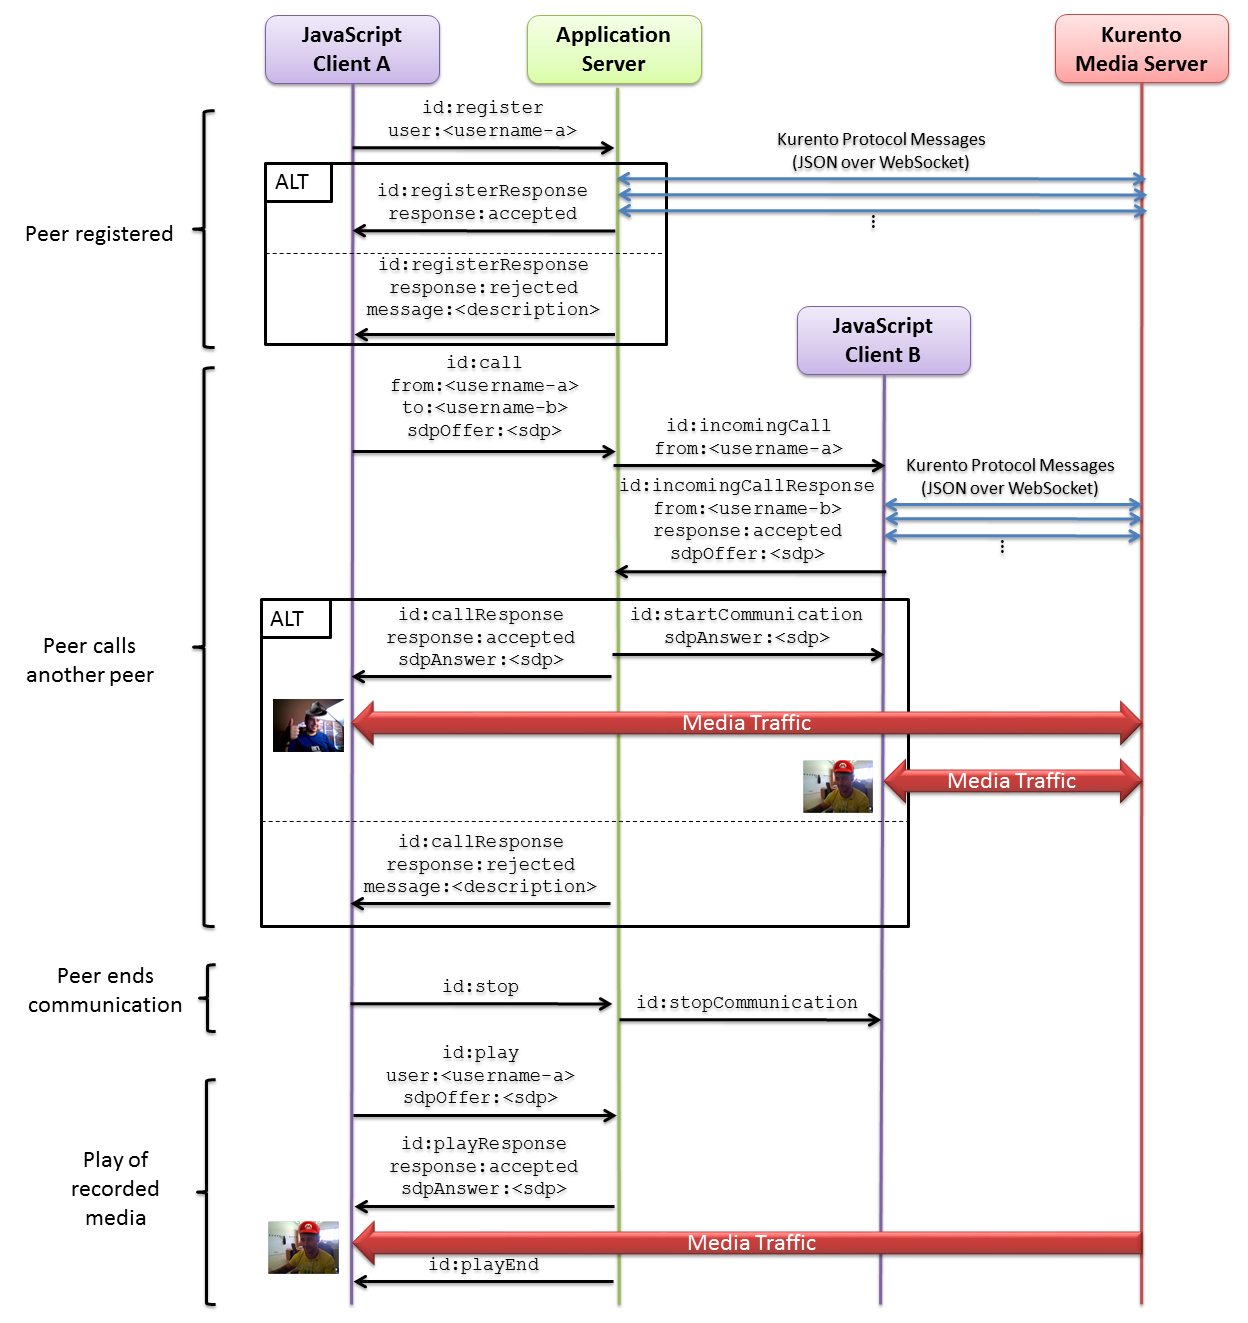 JavaScript
Client A
Application
Server
Kurento
Media Server
id:register
user:<username-a>
Kurento Protocol Messages
(JSON over WebSocket)
ALT
id:registerResponse
response:accepted
...
Peer registered
id:registerResponse
response:rejected
message:<description>
JavaScript
Client B
id:call
from:<username-a>
to:<username-b>
sdpOffer:<sdp>
id:incomingCall
from:<username-a>
Kurento Protocol Messages
(JSON over WebSocket)
id:incomingCallResponse
from:<username-b>
response:accepted
sdpOffer:<sdp>
...
ALT
id:callResponse
response:accepted
sdpAnswer:<sdp>
id:startCommunication
sdpAnswer:<sdp>
Peer calls
another peer
Media Traffic
Media Traffic
id:callResponse
response:rejected
message:<description>
Peer ends
communication
id:stop
id:stopCommunication
id:play
user:<username-a>
sdpOffer:<sdp>
Play of
recorded
media
id:playResponse
response:accepted
sdpAnswer:<sdp>
Media Traffic
id:playEnd